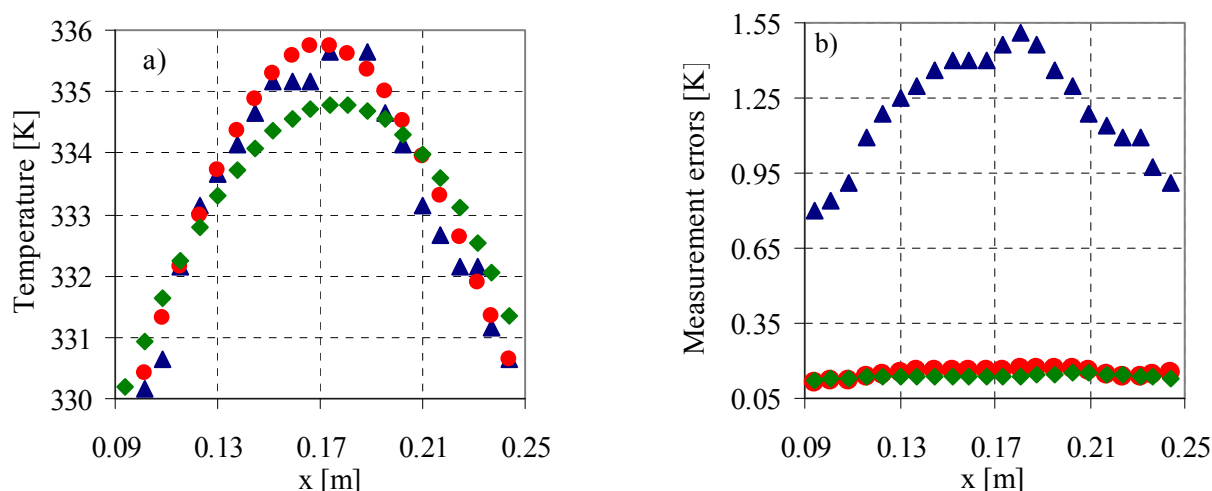 a)
Temperature [K]
336
335
334
333
332
331
330
0.09 0.13 0.17 0.21 0.25
x [m]
b)
Measurement errors [K]
1.55
1.25
0.95
0.65
0.35
0.05
0.09 0.13 0.17 0.21 0.25
x [m]